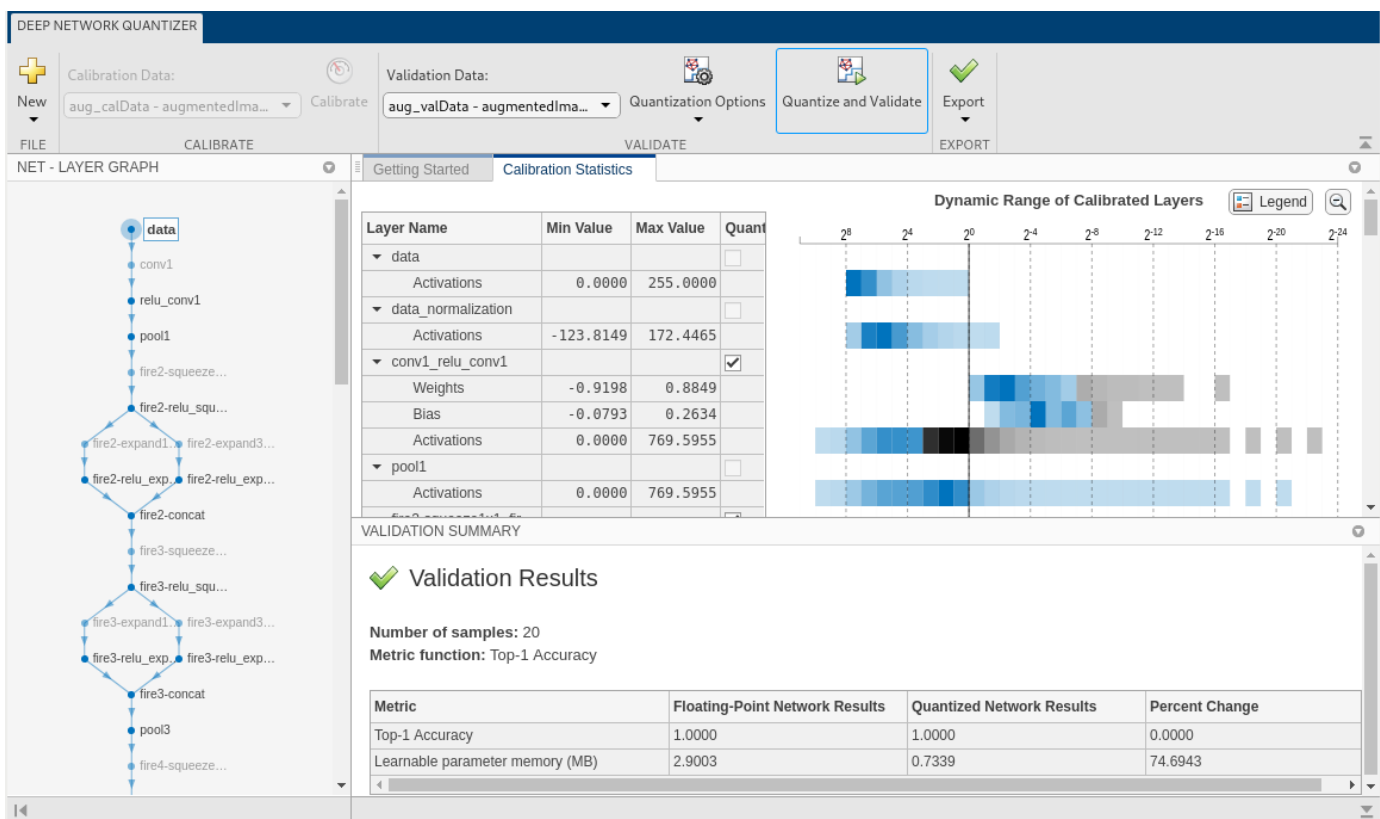 DEEP NETWORK QUANTIZER
Calibration Data:
Validation Data:
New
aug_calData - augmentedIma...
Calibrate
aug_valData - augmentedIma...
Quantization Options
Quantize and Validate
Export
FILE
CALIBRATE
VALIDATE
EXPORT
NET - LAYER GRAPH
data
conv1
relu_conv1
pool1
fire2-squeeze...
fire2-relu_squ...
fire2-expand1... fire2-expand3...
fire2-relu_exp... fire2-relu_exp...
fire2-concat
fire3-squeeze...
fire3-relu_squ...
fire3-expand1... fire3-expand3...
fire3-relu_exp... fire3-relu_exp...
fire3-concat
pool3
fire4-squeeze...
Getting Started
Calibration Statistics
Dynamic Range of Calibrated Layers
Legend
Layer Name Min Value Max Value Quant
2^8 2^4 2^0 2^-4 2^-8 2^-12 2^-16 2^-20 2^-24
data
Activations 0.0000 255.0000
data_normalization
Activations -123.8149 172.4465
conv1_relu_conv1
Weights -0.9198 0.8849
Bias -0.0793 0.2634
Activations 0.0000 769.5955
pool1
Activations 0.0000 769.5955
VALIDATION SUMMARY
Validation Results
Number of samples: 20
Metric function: Top-1 Accuracy
Metric Floating-Point Network Results Quantized Network Results Percent Change
Top-1 Accuracy 1.0000 1.0000 0.0000
Learnable parameter memory (MB) 2.9003 0.7339 74.6943